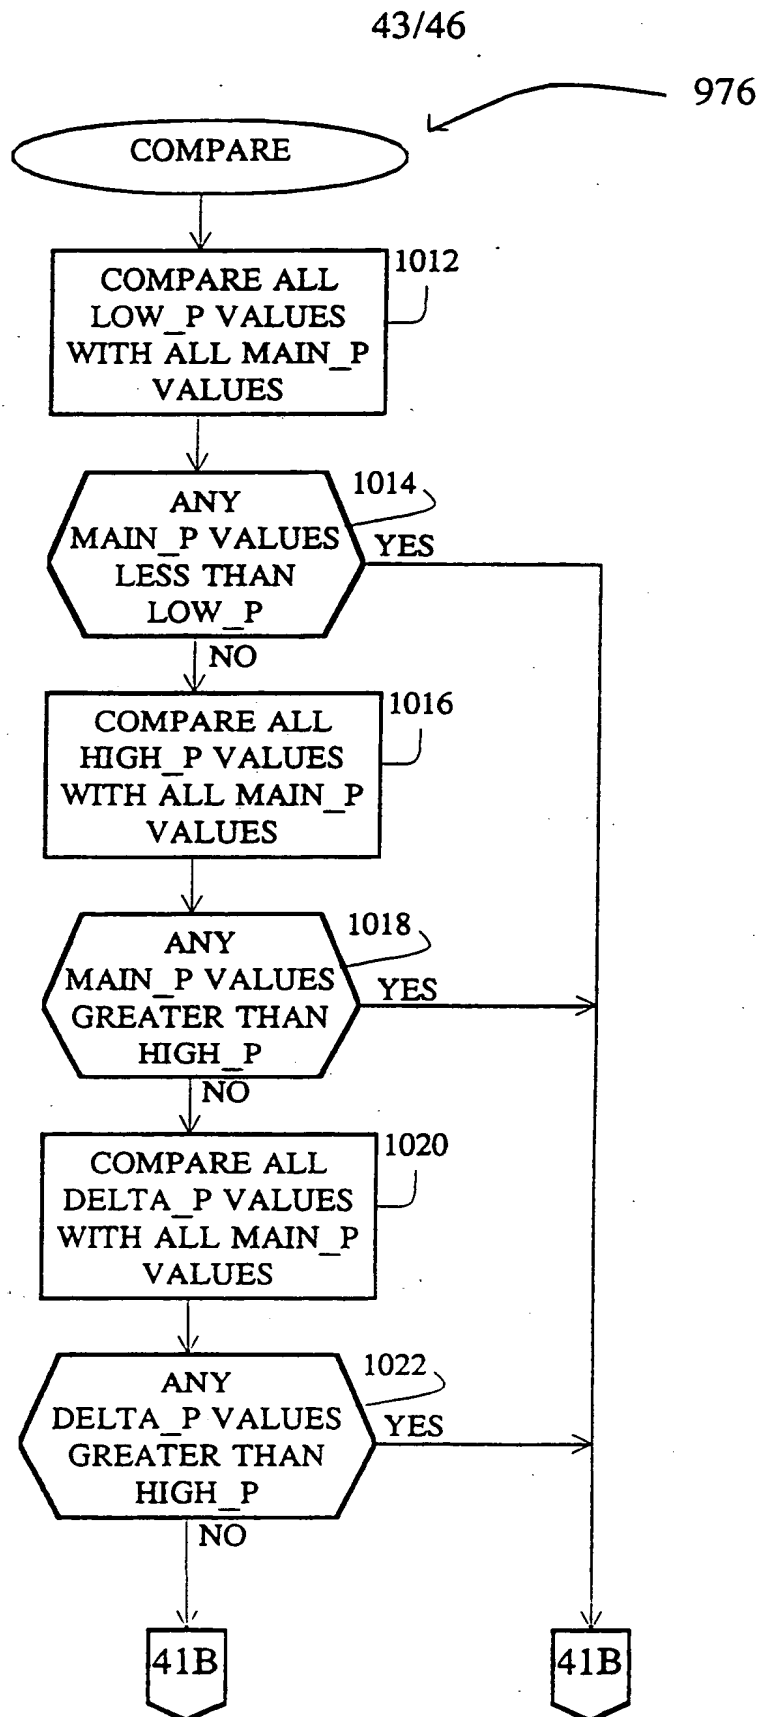 43/46
976
COMPARE
1012
COMPARE ALL
LOW_P VALUES
WITH ALL MAIN_P
VALUES
1014
ANY
MAIN_P VALUES
LESS THAN
LOW_P
YES
NO
1016
COMPARE ALL
HIGH_P VALUES
WITH ALL MAIN_P
VALUES
1018
ANY
MAIN_P VALUES
GREATER THAN
HIGH_P
YES
NO
1020
COMPARE ALL
DELTA_P VALUES
WITH ALL MAIN_P
VALUES
1022
ANY
DELTA_P VALUES
GREATER THAN
HIGH_P
YES
NO
41B
41B